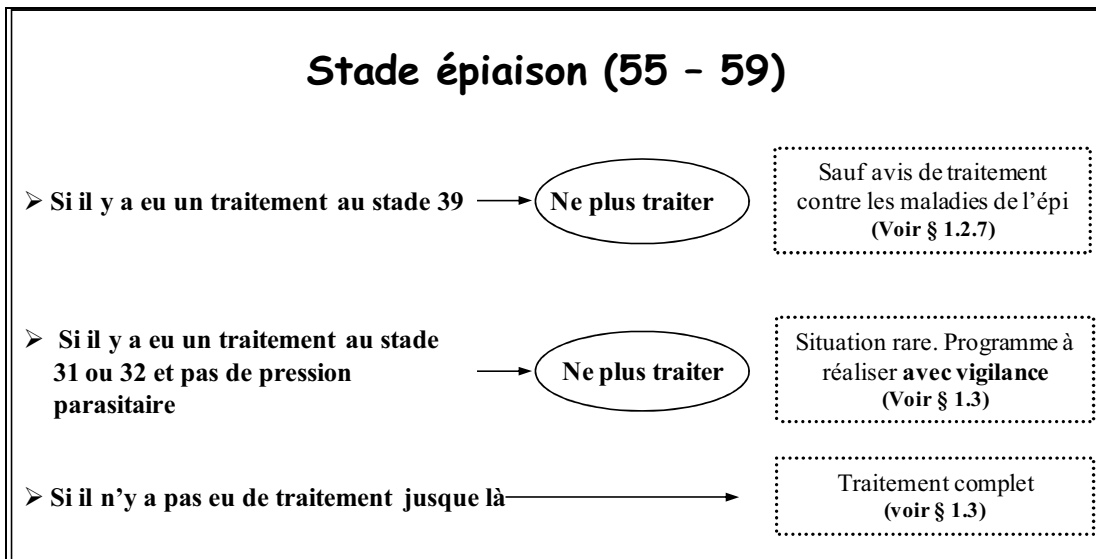 Stade épiaison (55 – 59)
➢ Si il y a eu un traitement au stade 39
Ne plus traiter
Sauf avis de traitement
contre les maladies de l'épi
(Voir § 1.2.7)
➢ Si il y a eu un traitement au stade
31 ou 32 et pas de pression
parasitaire
Ne plus traiter
Situation rare. Programme à
réaliser avec vigilance
(Voir § 1.3)
➢ Si il n'y a pas eu de traitement jusque là
Traitement complet
(voir § 1.3)